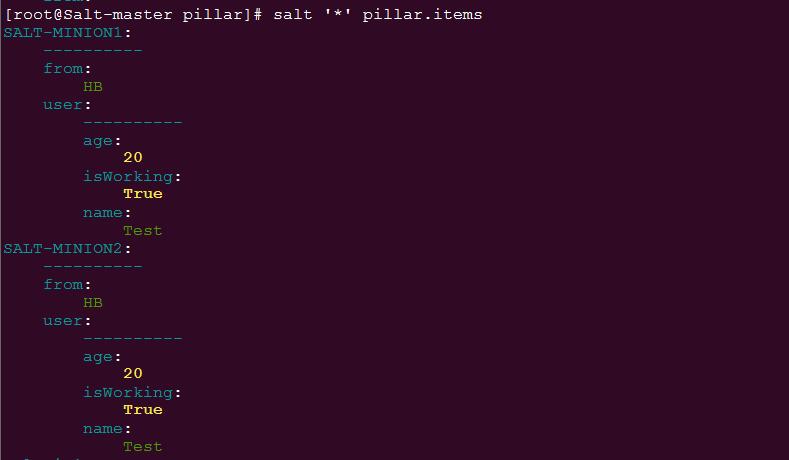 [root@Salt-master pillar]# salt '*' pillar.items
SALT-MINION1:
    ----------
    from:
        HB
    user:
        ----------
        age:
            20
        isWorking:
            True
        name:
            Test
SALT-MINION2:
    ----------
    from:
        HB
    user:
        ----------
        age:
            20
        isWorking:
            True
        name:
            Test